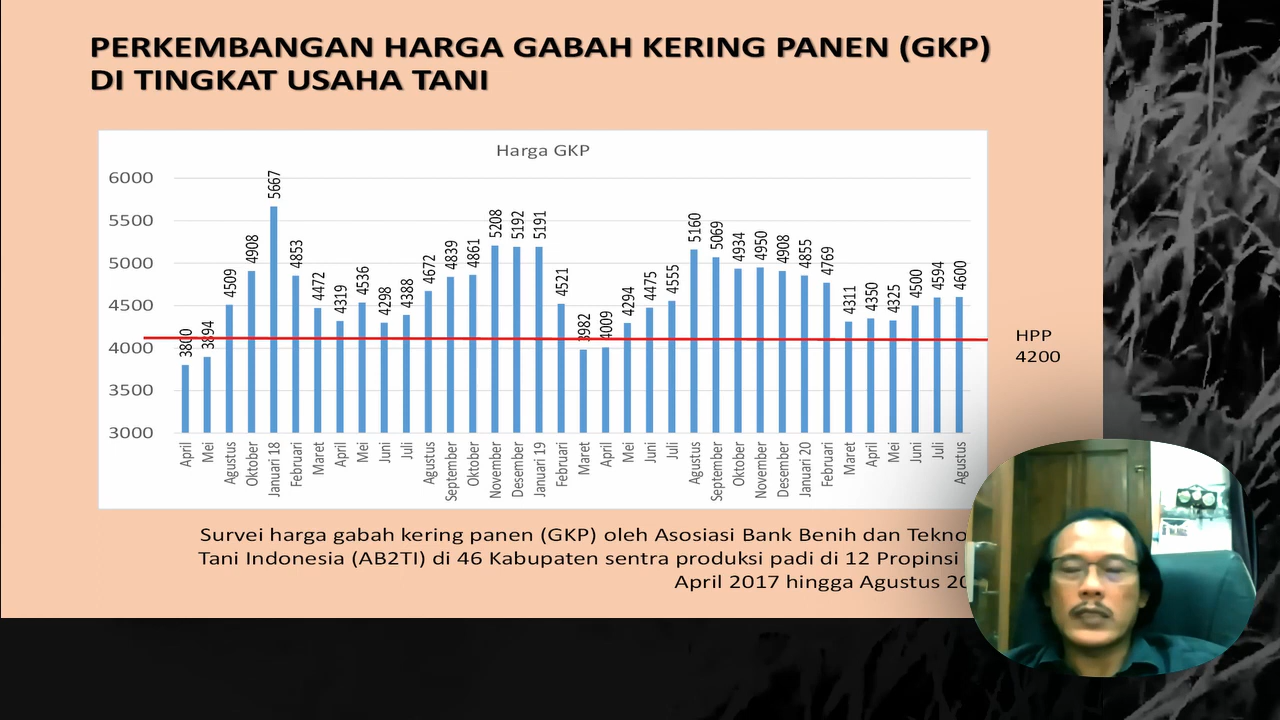 PERKEMBANGAN HARGA GABAH KERING PANEN (GKP)
DI TINGKAT USAHA TANI
Harga GKP
6000
5500
5000
4500
4000
3500
3000
3800
3894
4509
4908
5667
4853
4472
4319
4536
4298
4388
4672
4839
4861
5208
5192
5191
4521
3982
4009
4294
4475
4555
5160
5069
4934
4950
4908
4855
4769
4311
4350
4325
4500
4594
4600
HPP
4200
April
Mei
Agustus
Oktober
Januari 18
Februari
Maret
April
Mei
Juni
Juli
Agustus
September
Oktober
November
Desember
Januari 19
Februari
Maret
April
Mei
Juni
Juli
Agustus
September
Oktober
November
Desember
Januari 20
Februari
Maret
April
Mei
Juni
Juli
Agustus
Survei harga gabah kering panen (GKP) oleh Asosiasi Bank Benih dan Tekno
Tani Indonesia (AB2TI) di 46 Kabupaten sentra produksi padi di 12 Propinsi
April 2017 hingga Agustus 20